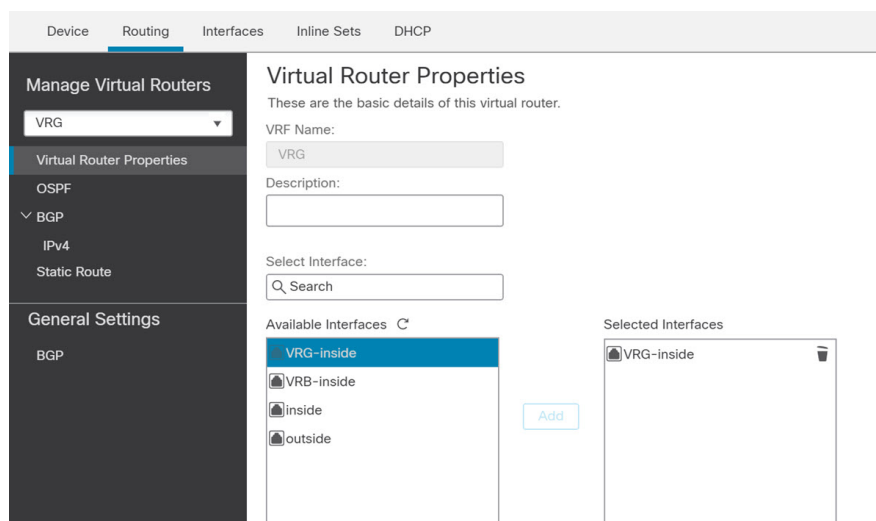 Device Routing Interfaces Inline Sets DHCP
Manage Virtual Routers
VRG
Virtual Router Properties
OSPF
BGP
IPv4
Static Route
General Settings
BGP
Virtual Router Properties
These are the basic details of this virtual router.
VRF Name:
VRG
Description:
Select Interface:
Search
Available Interfaces
VRG-inside
VRB-inside
inside
outside
Add
Selected Interfaces
VRG-inside